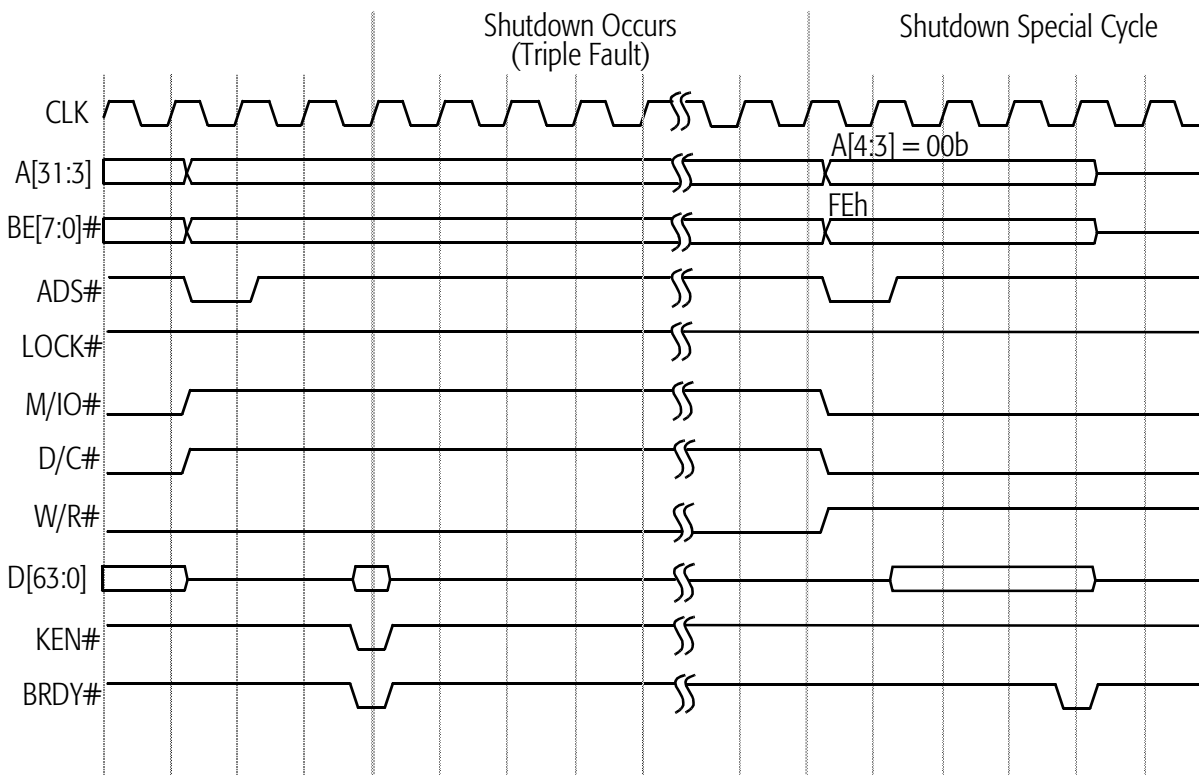 Shutdown Occurs
(Triple Fault)
Shutdown Special Cycle
CLK
A[4:3] = 00b
A[31:3]
FEh
BE[7:0]#
ADS#
LOCK#
M/IO#
D/C#
W/R#
D[63:0]
KEN#
BRDY#